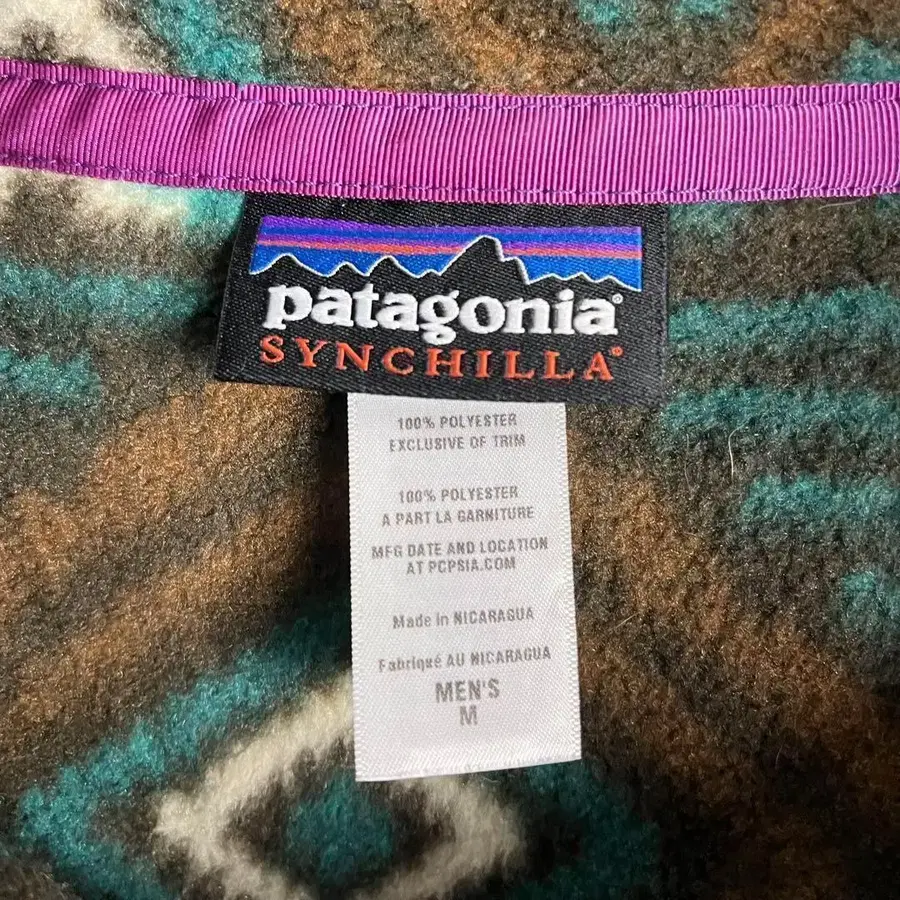 patagonia®
SYNCHILLA®
100% POLYESTER
EXCLUSIVE OF TRIM
100% POLYESTER
A PART LA GARNITURE
MFG DATE AND LOCATION
AT PCPSIA.COM
Made in NICARAGUA
Fabriqué AU NICARAGUA
MEN'S
M